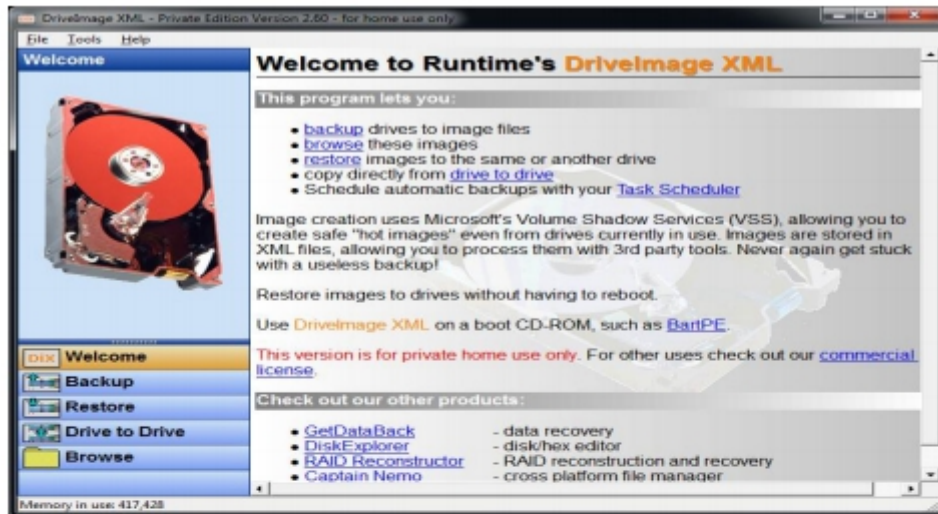 DriveImage XML - Private Edition Version 2.60 - for home use only
File Tools Help
Welcome
Welcome to Runtime's DriveImage XML
This program lets you:
• backup drives to image files
• browse these images
• restore images to the same or another drive
• copy directly from drive to drive
• Schedule automatic backups with your Task Scheduler
Image creation uses Microsoft's Volume Shadow Services (VSS), allowing you to
create safe "hot images" even from drives currently in use. Images are stored in
XML files, allowing you to process them with 3rd party tools. Never again get stuck
with a useless backup!
Restore images to drives without having to reboot.
Use DriveImage XML on a boot CD-ROM, such as BartPE.
This version is for private home use only. For other uses check out our commercial
license.
Check out our other products:
• GetDataBack - data recovery
• DiskExplorer - disk/hex editor
• RAID Reconstructor - RAID reconstruction and recovery
• Captain Nemo - cross platform file manager
DiX Welcome
Backup
Restore
Drive to Drive
Browse
Memory in use: 417,428